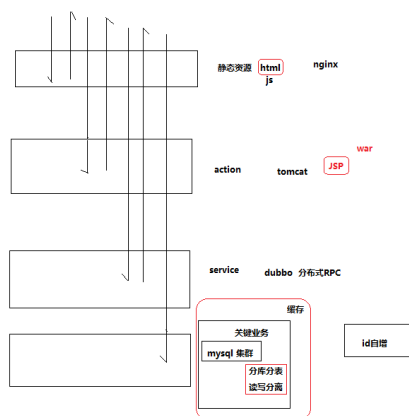 静态资源 html nginx
js
war
JSP
action tomcat
service dubbo 分布式RPC
缓存
关键业务
mysql 集群
id自增
分库分表
读写分离